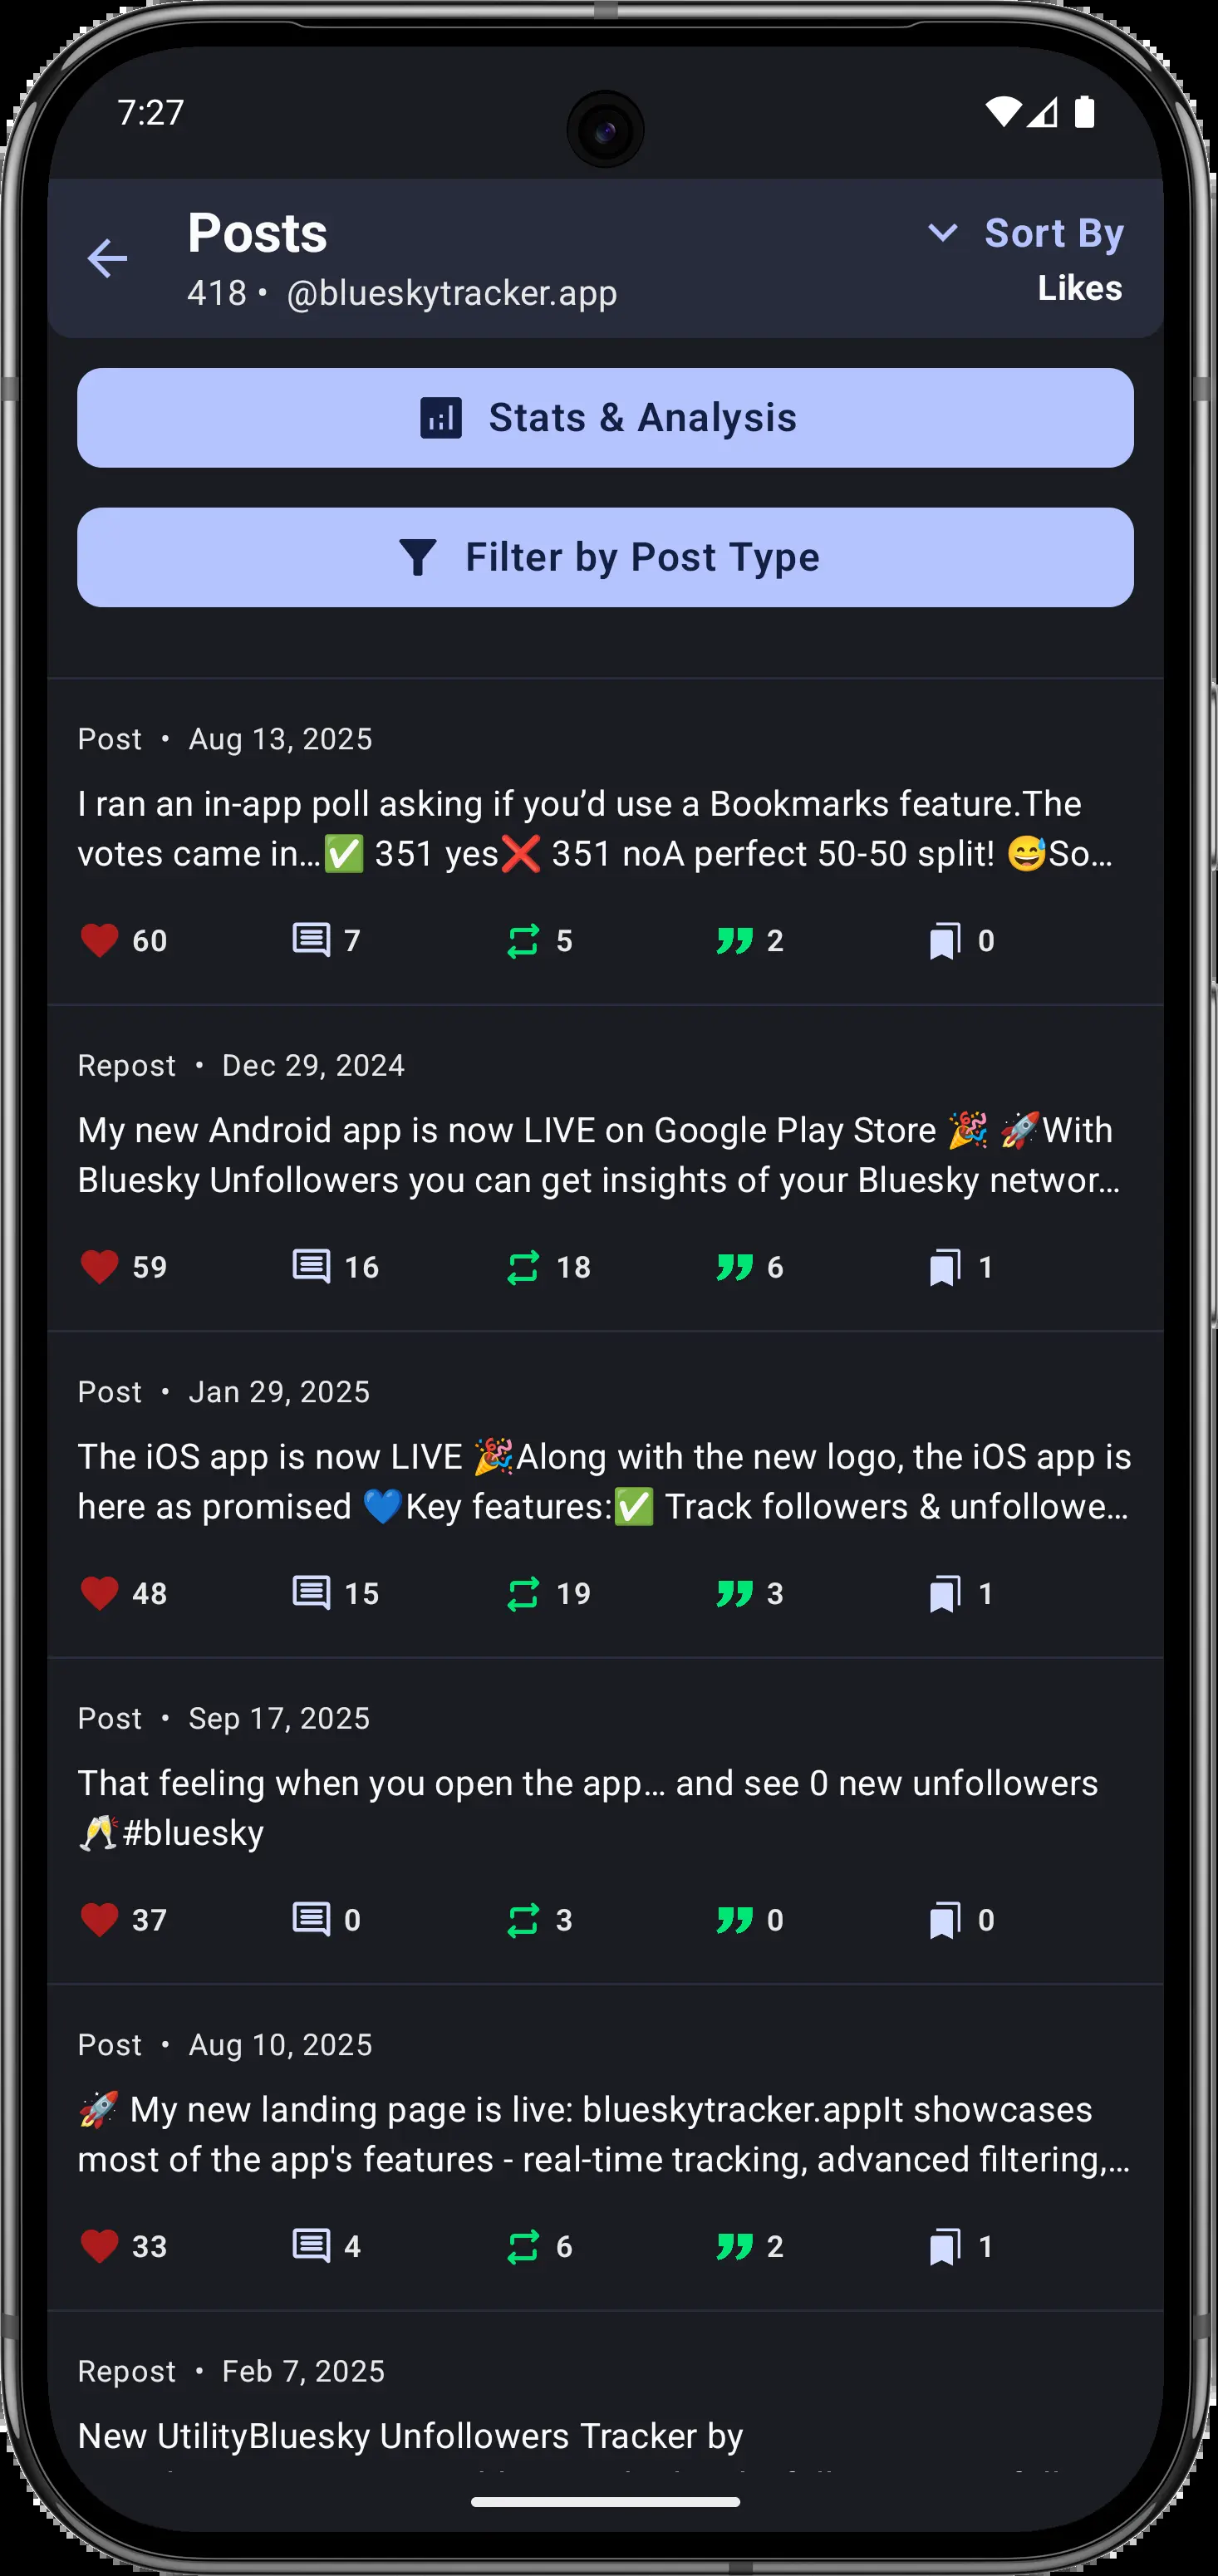 7:27
Posts
418 • @blueskytracker.app
Sort By
Likes
Stats & Analysis
Filter by Post Type
Post • Aug 13, 2025
I ran an in-app poll asking if you’d use a Bookmarks feature.The
votes came in…✅ 351 yes❌ 351 noA perfect 50-50 split! 😅So…
60 7 5 2 0
Repost • Dec 29, 2024
My new Android app is now LIVE on Google Play Store 🎉 🚀With
Bluesky Unfollowers you can get insights of your Bluesky networ…
59 16 18 6 1
Post • Jan 29, 2025
The iOS app is now LIVE 🎉Along with the new logo, the iOS app is
here as promised 💙Key features:✅ Track followers & unfollowe…
48 15 19 3 1
Post • Sep 17, 2025
That feeling when you open the app… and see 0 new unfollowers
🥂#bluesky
37 0 3 0 0
Post • Aug 10, 2025
🚀 My new landing page is live: blueskytracker.appIt showcases
most of the app's features - real-time tracking, advanced filtering,…
33 4 6 2 1
Repost • Feb 7, 2025
New UtilityBluesky Unfollowers Tracker by